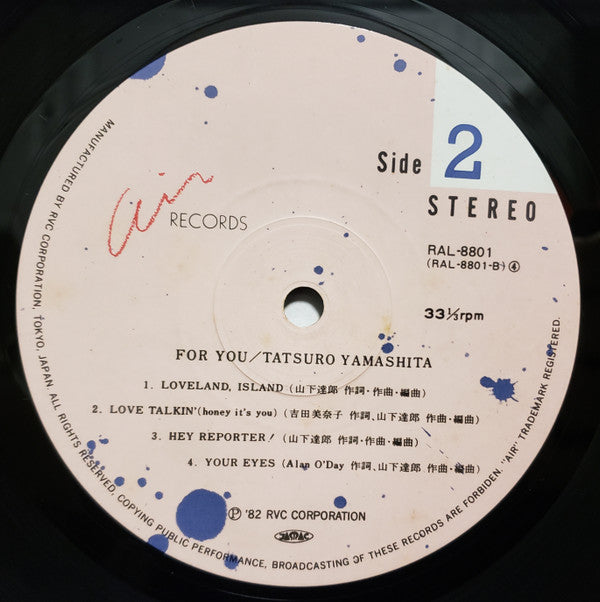 Side 2
STEREO
Air RECORDS
RAL-8801
(RAL-8801-B) ④
33⅓rpm
FOR YOU/TATSURO YAMASHITA
1. LOVELAND, ISLAND (山下達郎 作詞・作曲・編曲)
2. LOVE TALKIN' (honey it's you) (吉田美奈子 作詞、山下達郎 作曲・編曲)
3. HEY REPORTER! (山下達郎 作詞・作曲・編曲)
4. YOUR EYES (Alan O'Day 作詞、山下達郎 作曲・編曲)
Ⓟ '82 RVC CORPORATION
JASRAC
MANUFACTURED BY RVC CORPORATION, TOKYO, JAPAN. ALL RIGHTS RESERVED. COPYING PUBLIC PERFORMANCE, BROADCASTING OF THESE RECORDS ARE FORBIDDEN. "AIR" TRADEMARK REGISTERED.